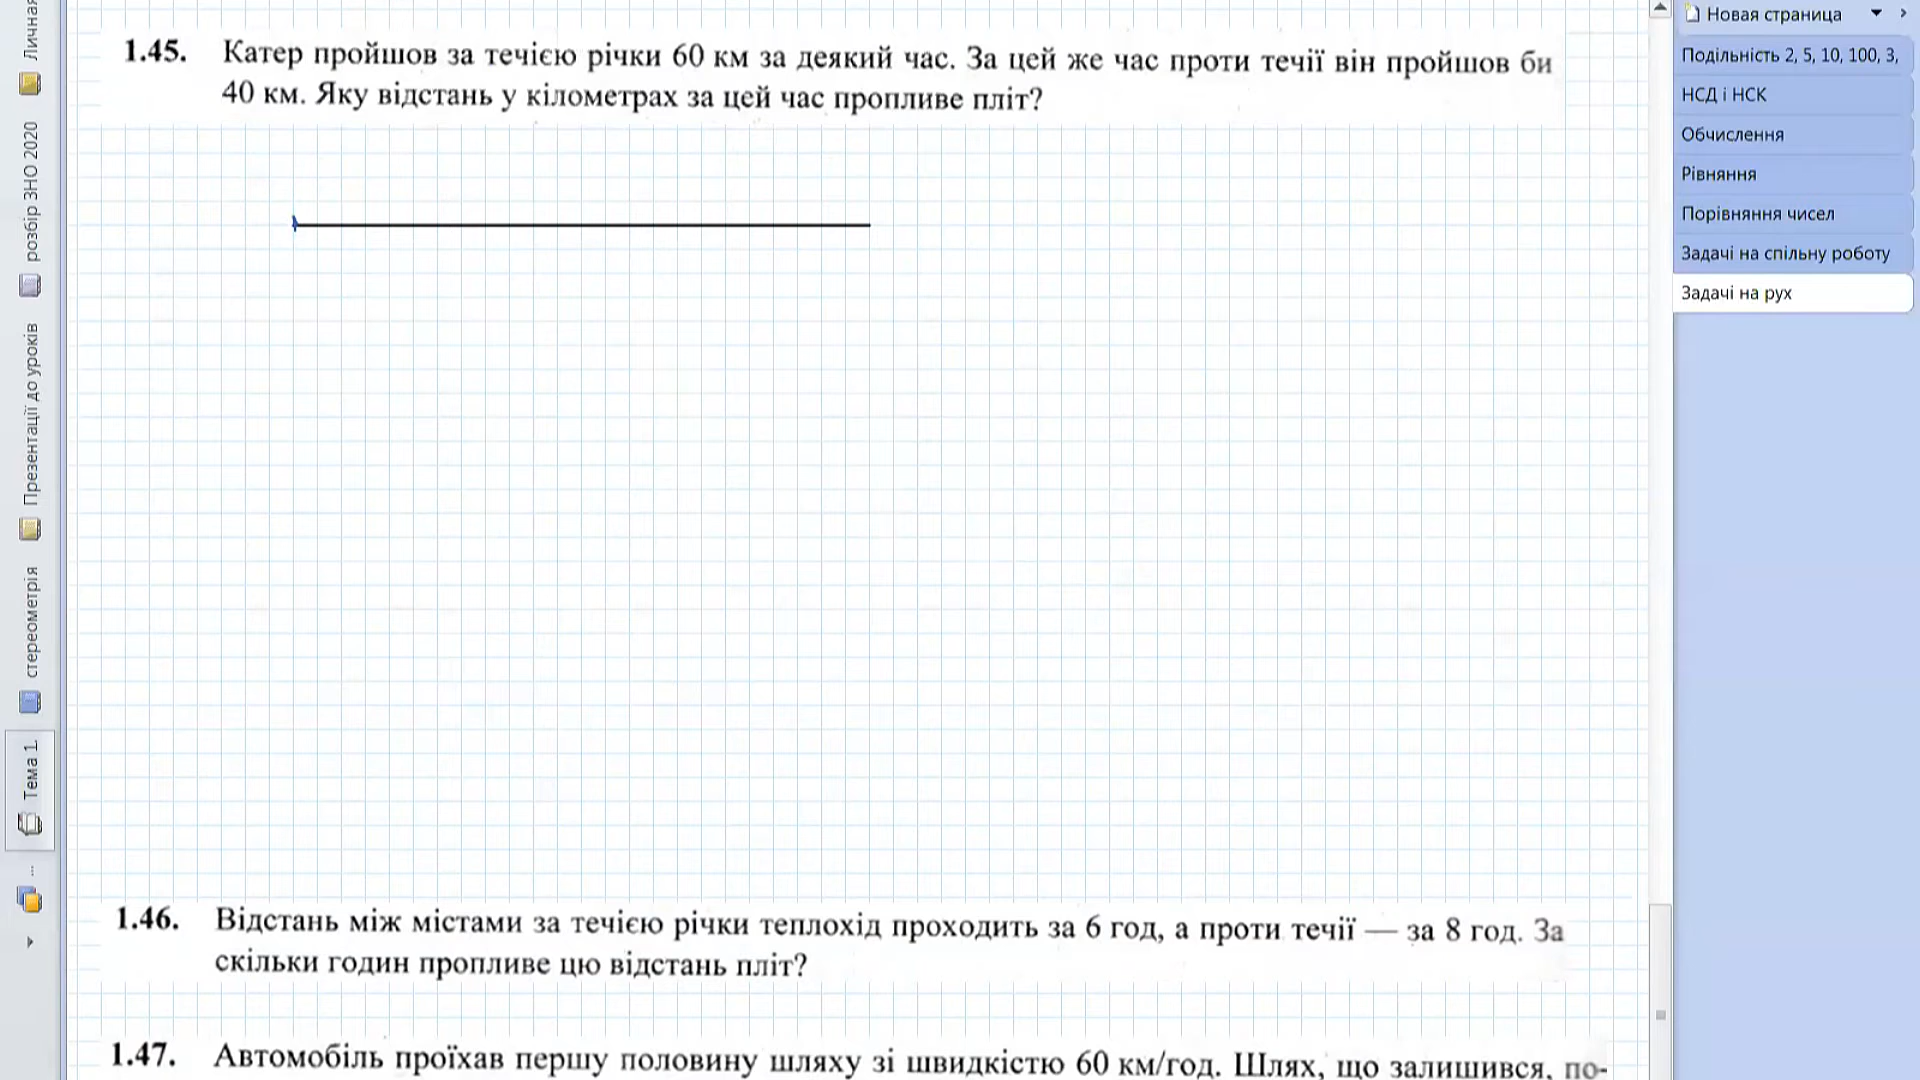 1.45. Катер пройшов за течією річки 60 км за деякий час. За цей же час проти течії він пройшов би
40 км. Яку відстань у кілометрах за цей час пропливе пліт?
1.46. Відстань між містами за течією річки теплохід проходить за 6 год, а проти течії — за 8 год. За
скільки годин пропливе цю відстань пліт?
1.47. Автомобіль проїхав першу половину шляху зі швидкістю 60 км/год. Шлях, що залишився, по-
Новая страница
Подільність 2, 5, 10, 100, 3,
НСД і НСК
Обчислення
Рівняння
Порівняння чисел
Задачі на спільну роботу
Задачі на рух
Личная
розбір ЗНО 2020
Презентації до уроків
стереометрія
Тема 1.
...